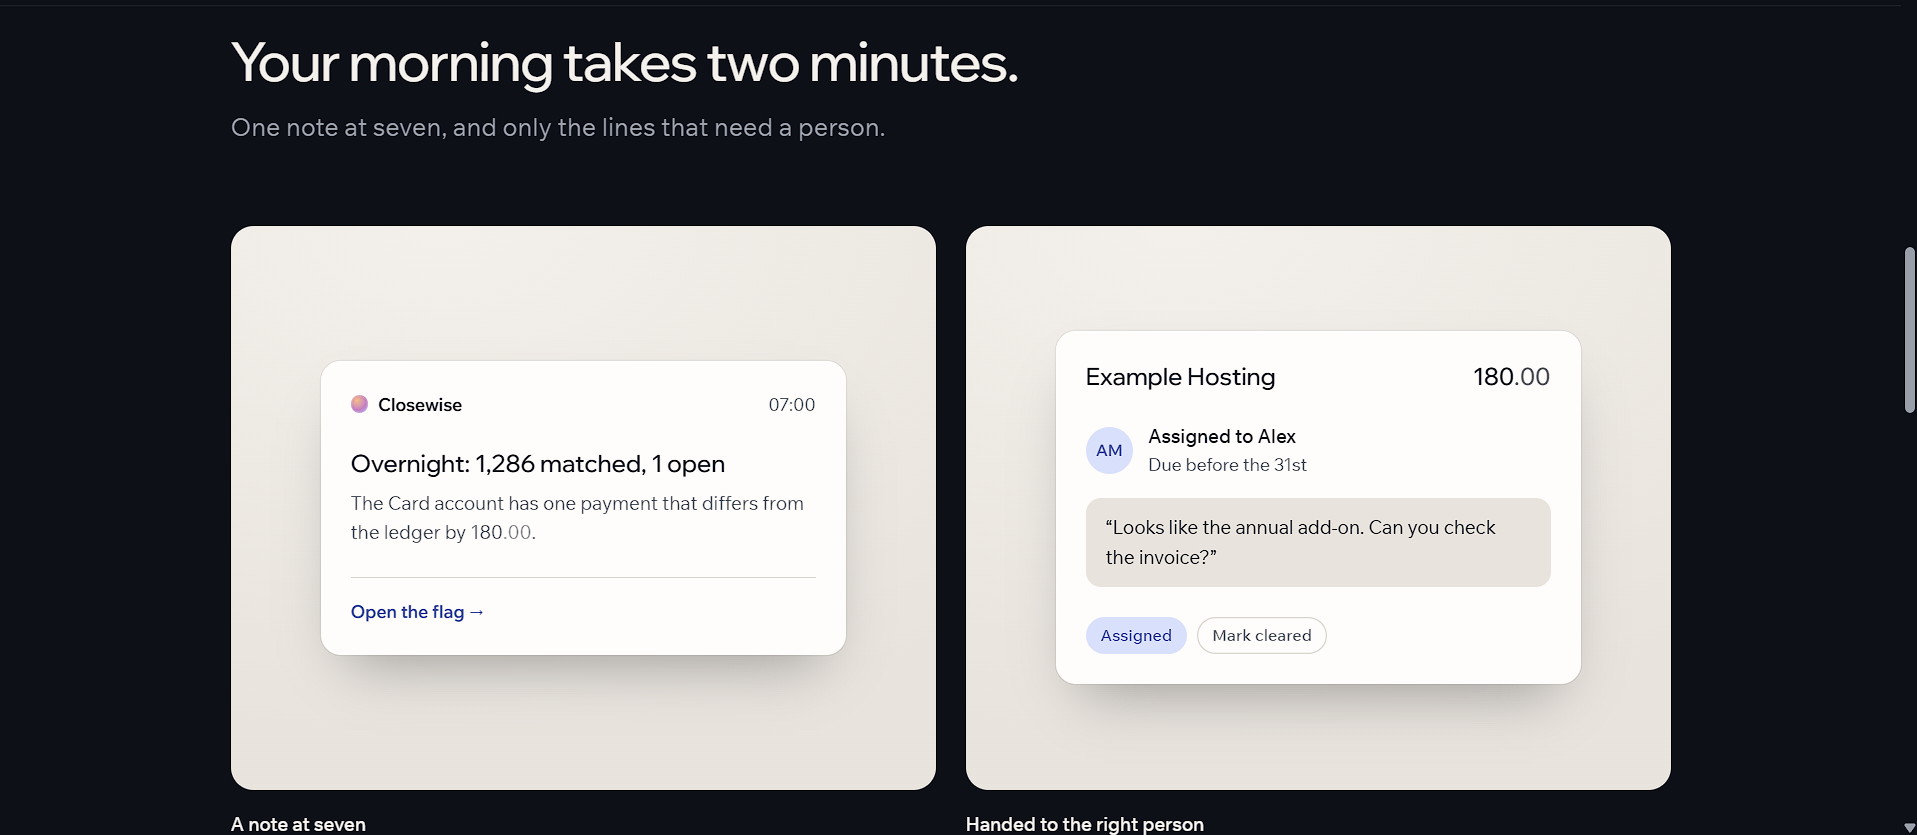 Your morning takes two minutes.
One note at seven, and only the lines that need a person.
Closewise
07:00
Overnight: 1,286 matched, 1 open
The Card account has one payment that differs from
the ledger by 180.00.
Open the flag →
A note at seven
Example Hosting
180.00
AM
Assigned to Alex
Due before the 31st
“Looks like the annual add-on. Can you check
the invoice?”
Assigned
Mark cleared
Handed to the right person